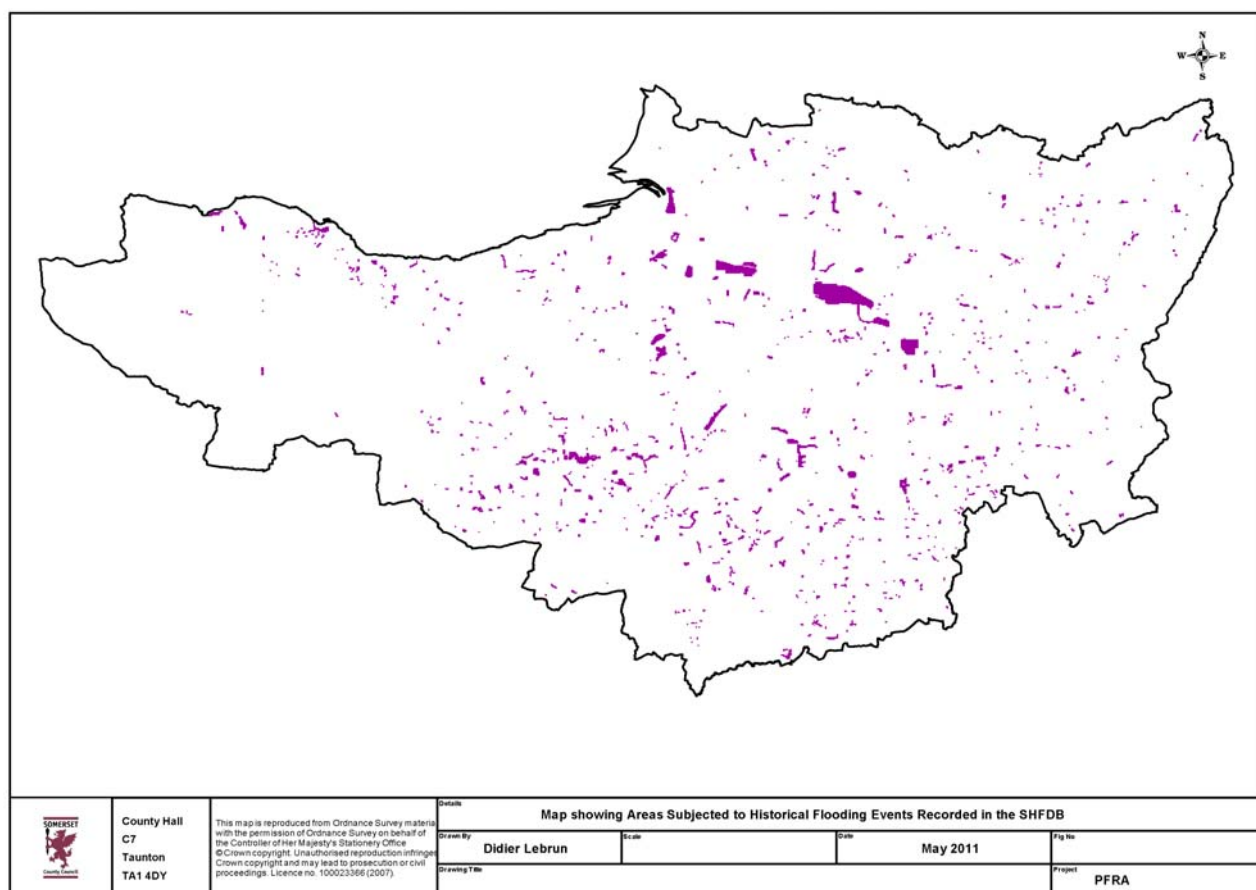 N
W E
S
SOMERSET
County Council
County Hall
C7
Taunton
TA1 4DY
This map is reproduced from Ordnance Survey materia
with the permission of Ordnance Survey on behalf of
the Controller of Her Majesty's Stationery Office
© Crown copyright. Unauthorised reproduction infringes
Crown copyright and may lead to prosecution or civil
proceedings. Licence no. 100023366 (2007).
Details
Map showing Areas Subjected to Historical Flooding Events Recorded in the SHFDB
Drawn By
Didier Lebrun
Scale
Date
May 2011
Fig No
Drawing Title
Project
PFRA